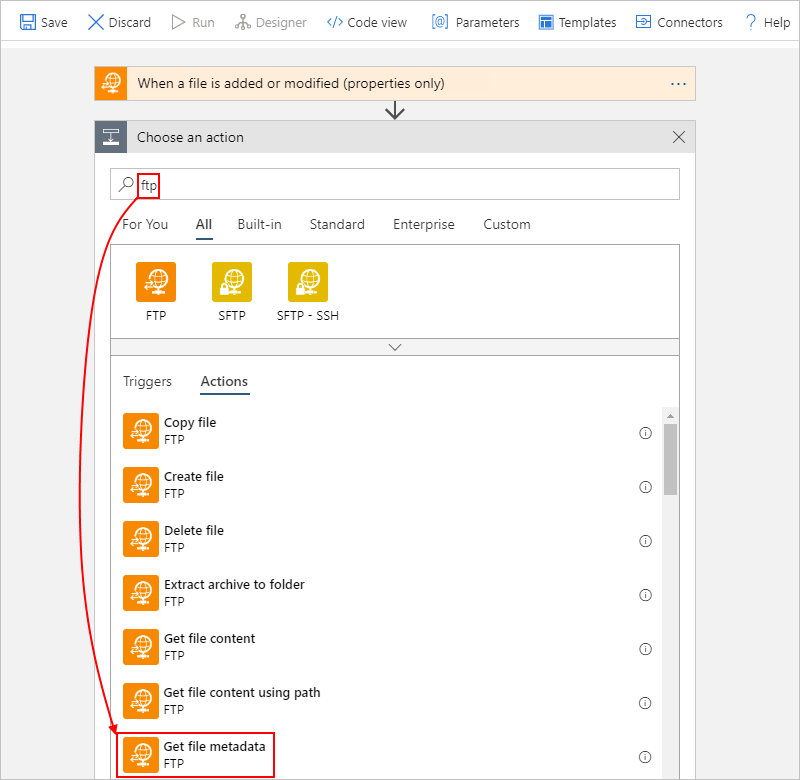 Save Discard Run Designer Code view Parameters Templates Connectors Help
When a file is added or modified (properties only)
Choose an action
ftp
For You All Built-in Standard Enterprise Custom
FTP SFTP SFTP - SSH
Triggers Actions
Copy file
FTP
Create file
FTP
Delete file
FTP
Extract archive to folder
FTP
Get file content
FTP
Get file content using path
FTP
Get file metadata
FTP